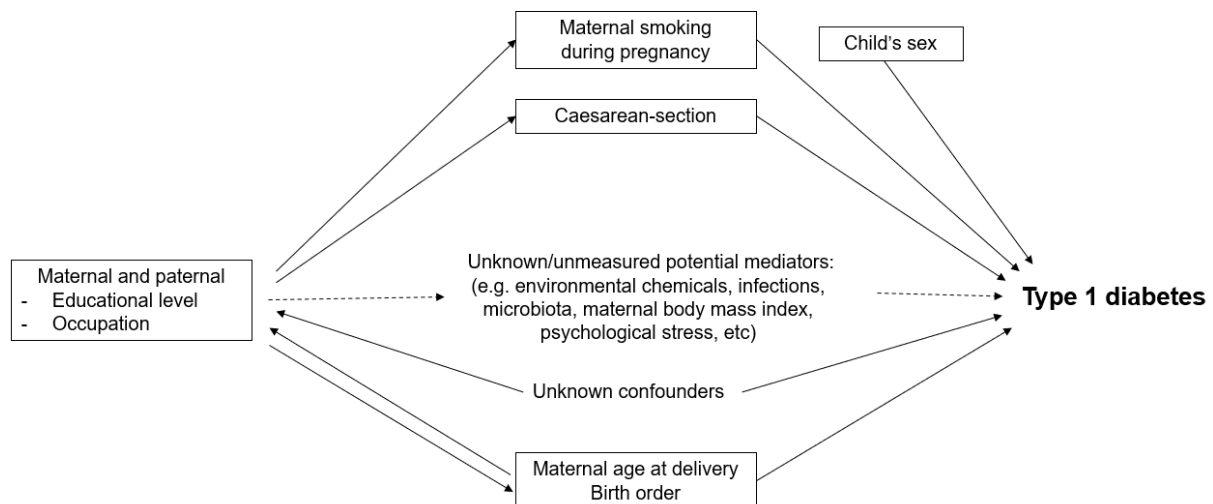 Maternal smoking
during pregnancy
Child's sex
Caesarean-section
Maternal and paternal
- Educational level
- Occupation
Unknown/unmeasured potential mediators:
(e.g. environmental chemicals, infections,
microbiota, maternal body mass index,
psychological stress, etc)
Type 1 diabetes
Unknown confounders
Maternal age at delivery
Birth order